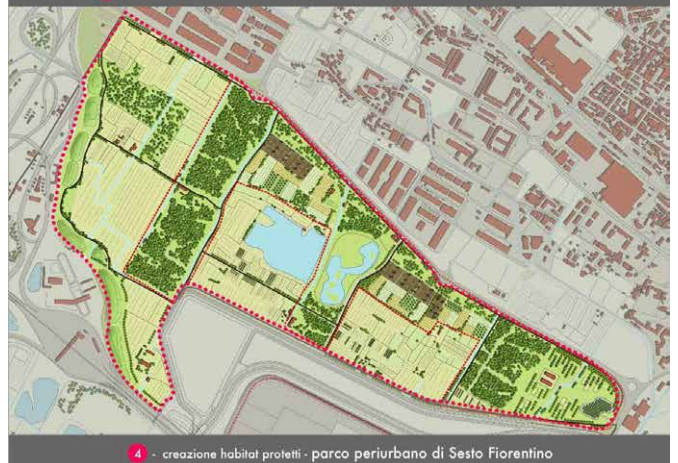 4 - creazione habitat protetti - parco periurbano di Sesto Fiorentino